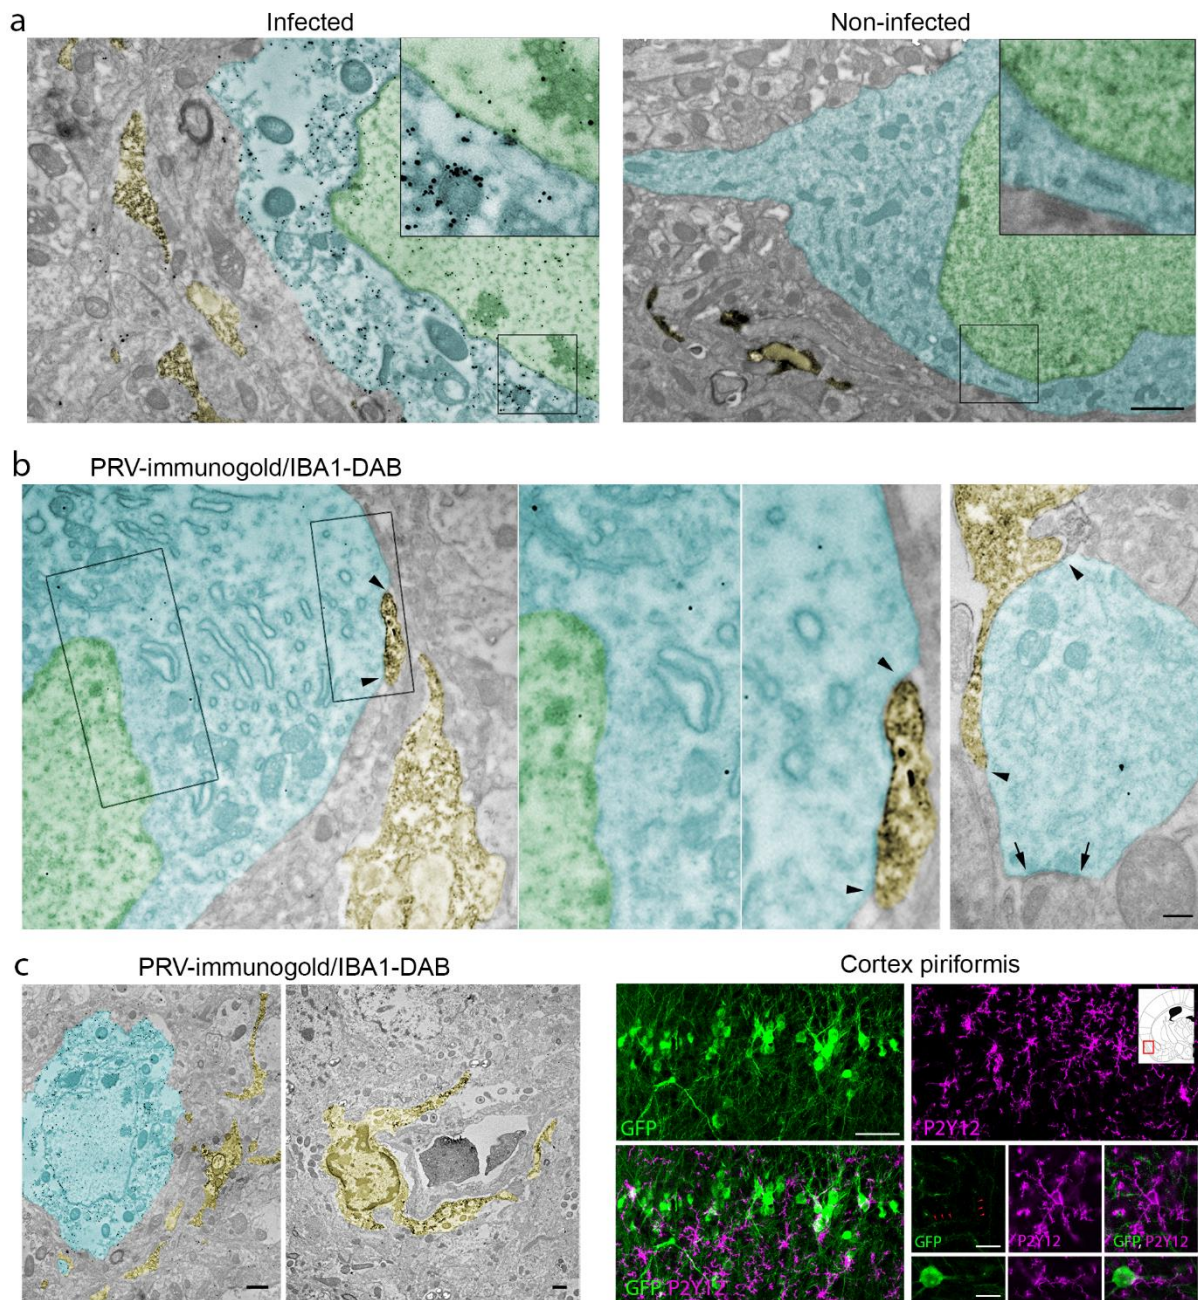 a
Infected
Non-infected
b
PRV-immunogold/IBA1-DAB
c
PRV-immunogold/IBA1-DAB
Cortex piriformis
GFP
P2Y12
GFP P2Y12
GFP
P2Y12
GFP P2Y12